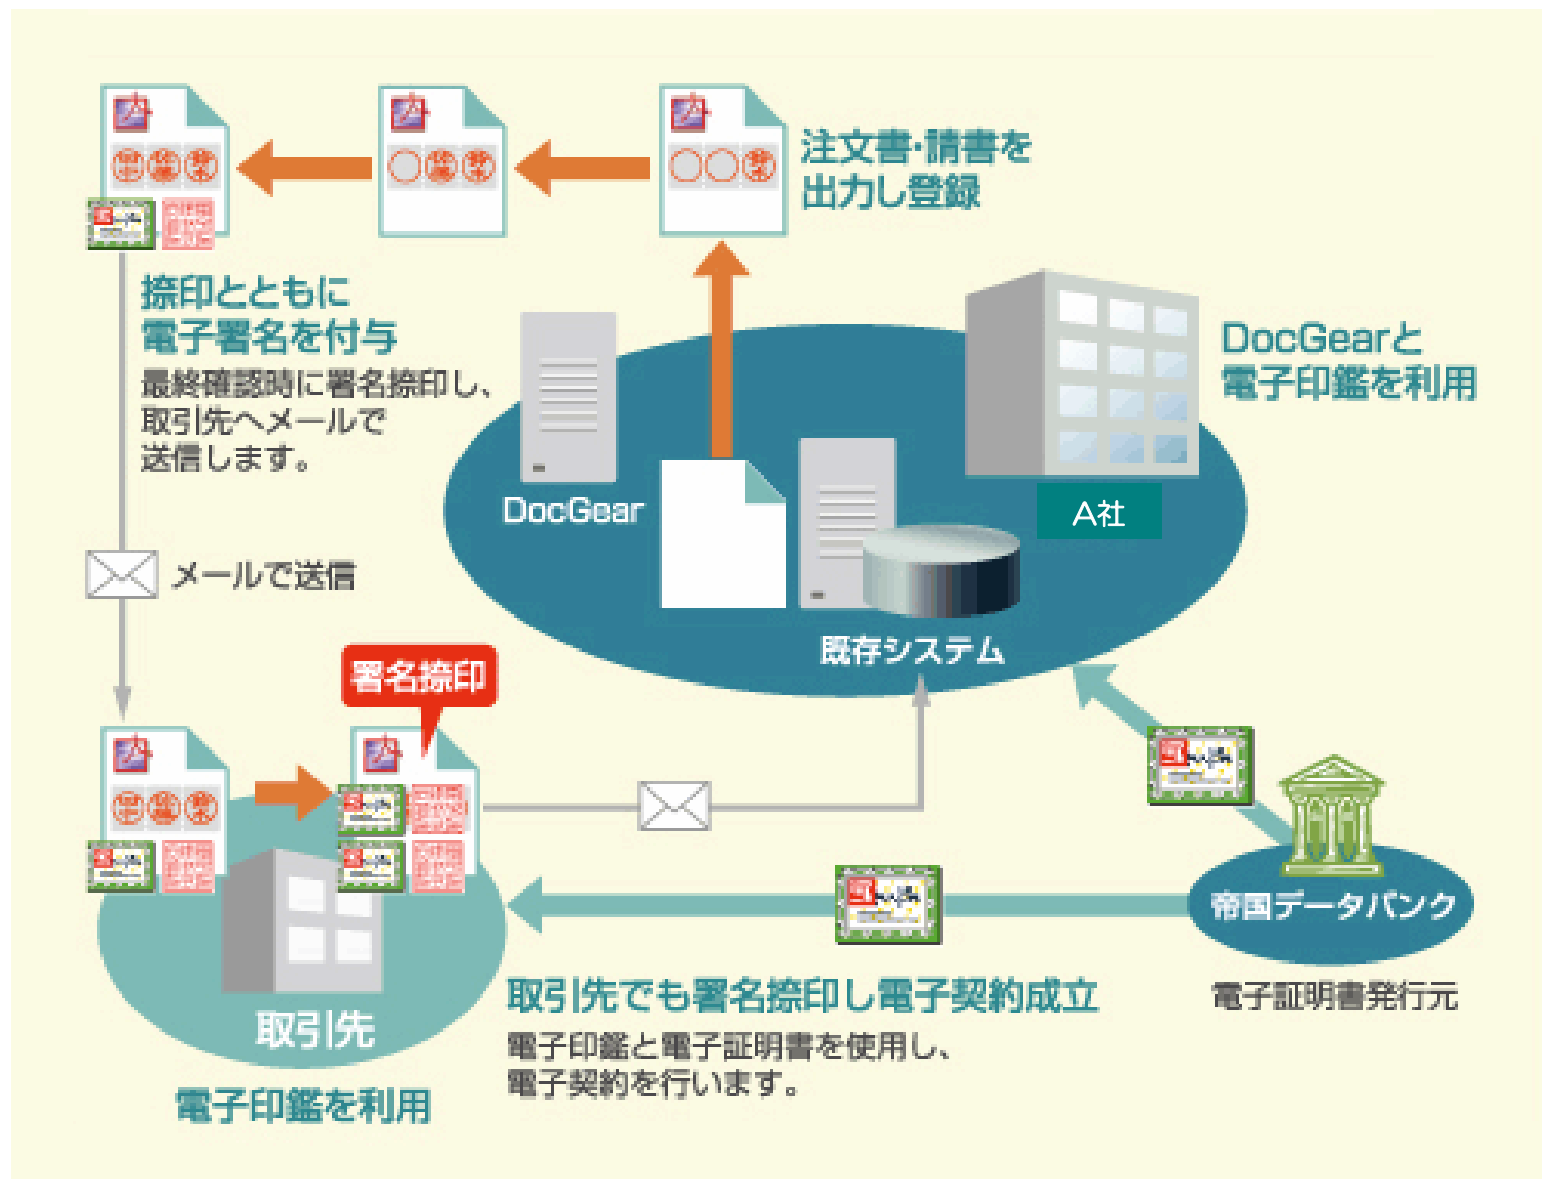 注文書・請書を
出力し登録
捺印とともに
電子署名を付与
最終確認時に署名捺印し、
取引先へメールで
送信します。
DocGearと
電子印鑑を利用
DocGear
A社
メールで送信
既存システム
署名捺印
帝国データバンク
電子証明書発行元
取引先でも署名捺印し電子契約成立
電子印鑑と電子証明書を使用し、
電子契約を行います。
取引先
電子印鑑を利用